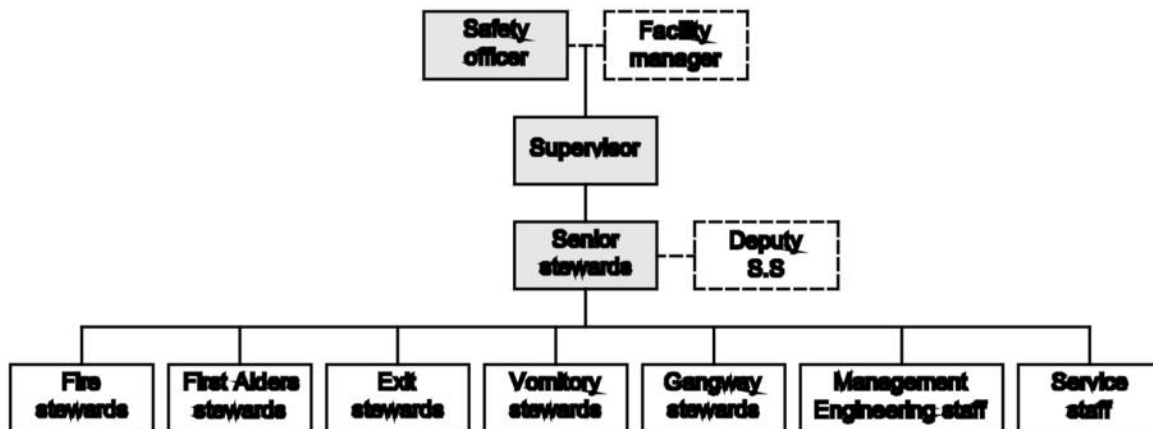 Safety
officer
Facility
manager
Supervisor
Senior
stewards
Deputy
S.S
Fire
stewards
First Aiders
stewards
Exit
stewards
Vomitory
stewards
Gangway
stewards
Management
Engineering staff
Service
staff